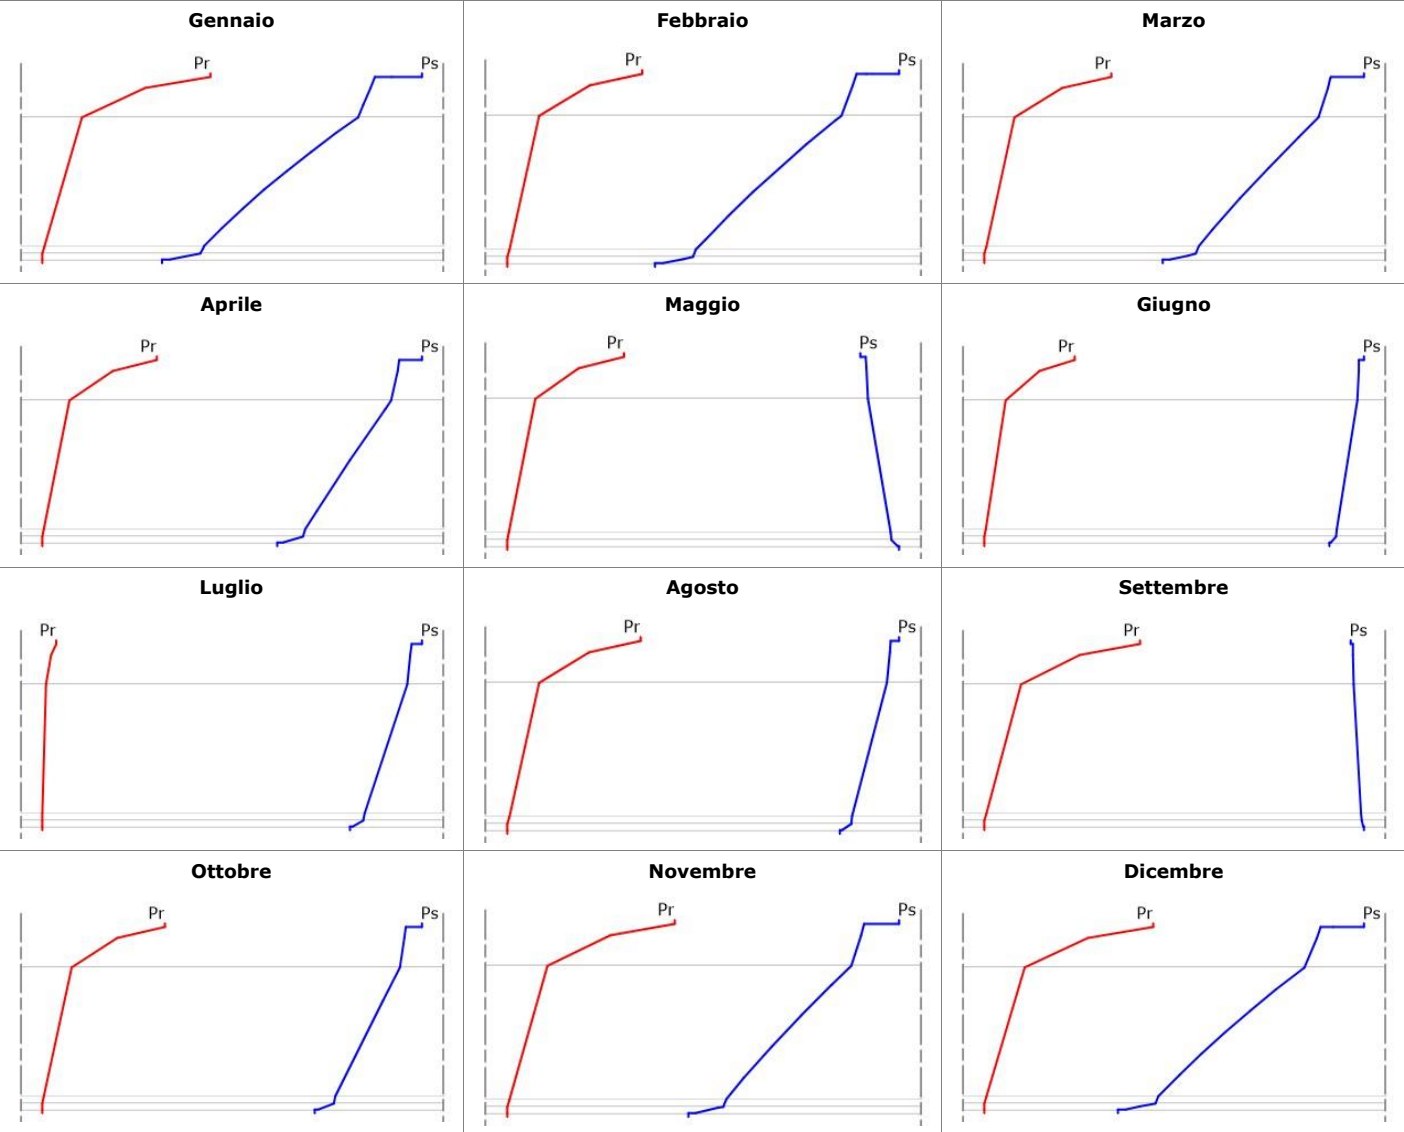 Gennaio
Febbraio
Marzo
Pr
Ps
Pr
Ps
Pr
Ps
Aprile
Maggio
Giugno
Pr
Ps
Pr
Ps
Pr
Ps
Luglio
Agosto
Settembre
Pr
Ps
Pr
Ps
Pr
Ps
Ottobre
Novembre
Dicembre
Pr
Ps
Pr
Ps
Pr
Ps